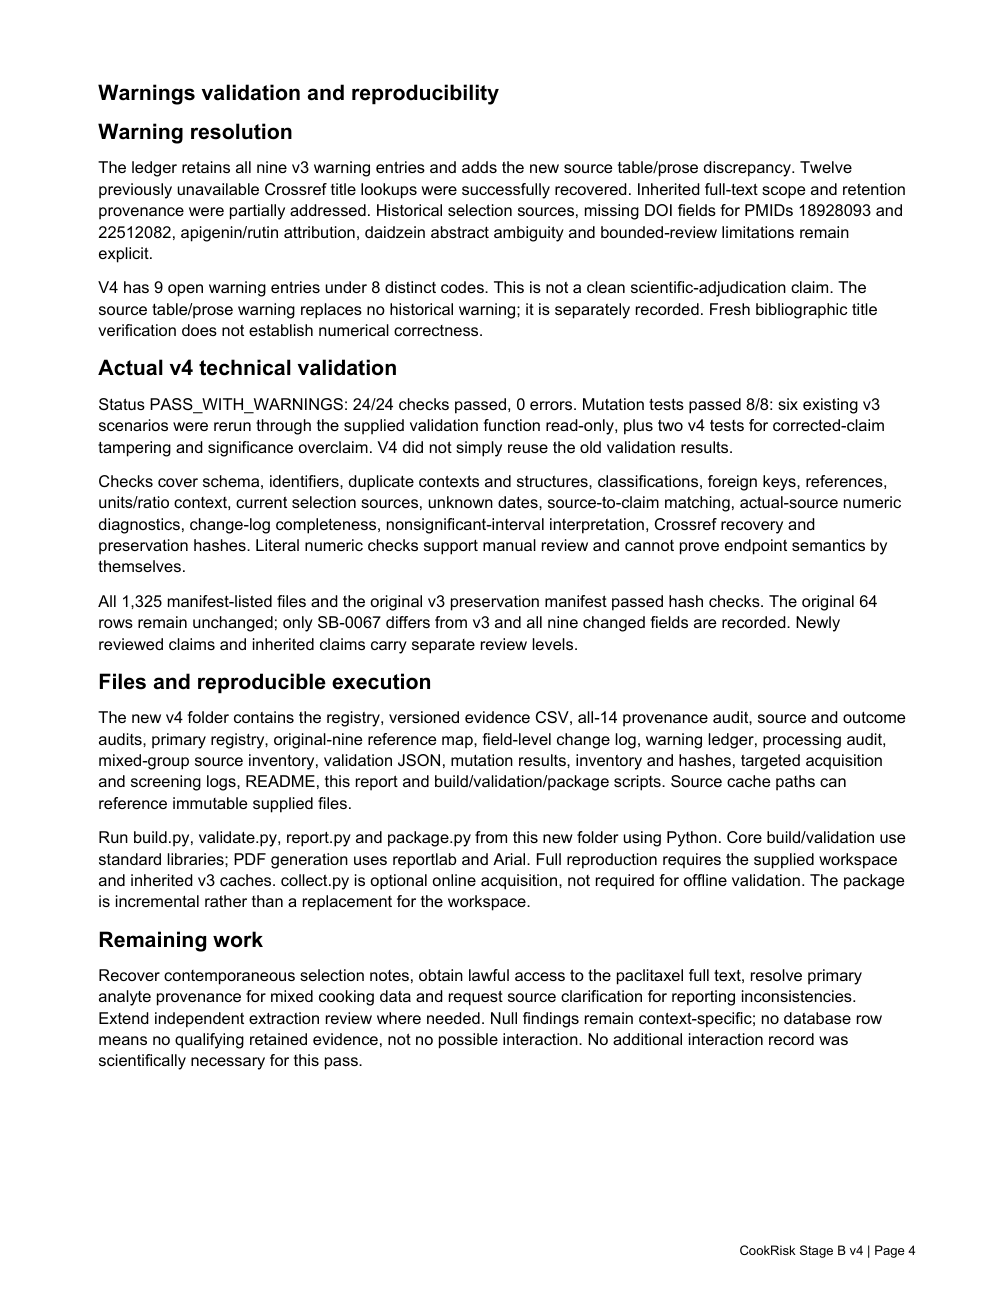 Warnings validation and reproducibility
Warning resolution
The ledger retains all nine v3 warning entries and adds the new source table/prose discrepancy. Twelve
previously unavailable Crossref title lookups were successfully recovered. Inherited full-text scope and retention
provenance were partially addressed. Historical selection sources, missing DOI fields for PMIDs 18928093 and
22512082, apigenin/rutin attribution, daidzein abstract ambiguity and bounded-review limitations remain
explicit.
V4 has 9 open warning entries under 8 distinct codes. This is not a clean scientific-adjudication claim. The
source table/prose warning replaces no historical warning; it is separately recorded. Fresh bibliographic title
verification does not establish numerical correctness.
Actual v4 technical validation
Status PASS_WITH_WARNINGS: 24/24 checks passed, 0 errors. Mutation tests passed 8/8: six existing v3
scenarios were rerun through the supplied validation function read-only, plus two v4 tests for corrected-claim
tampering and significance overclaim. V4 did not simply reuse the old validation results.
Checks cover schema, identifiers, duplicate contexts and structures, classifications, foreign keys, references,
units/ratio context, current selection sources, unknown dates, source-to-claim matching, actual-source numeric
diagnostics, change-log completeness, nonsignificant-interval interpretation, Crossref recovery and
preservation hashes. Literal numeric checks support manual review and cannot prove endpoint semantics by
themselves.
All 1,325 manifest-listed files and the original v3 preservation manifest passed hash checks. The original 64
rows remain unchanged; only SB-0067 differs from v3 and all nine changed fields are recorded. Newly
reviewed claims and inherited claims carry separate review levels.
Files and reproducible execution
The new v4 folder contains the registry, versioned evidence CSV, all-14 provenance audit, source and outcome
audits, primary registry, original-nine reference map, field-level change log, warning ledger, processing audit,
mixed-group source inventory, validation JSON, mutation results, inventory and hashes, targeted acquisition
and screening logs, README, this report and build/validation/package scripts. Source cache paths can
reference immutable supplied files.
Run build.py, validate.py, report.py and package.py from this new folder using Python. Core build/validation use
standard libraries; PDF generation uses reportlab and Arial. Full reproduction requires the supplied workspace
and inherited v3 caches. collect.py is optional online acquisition, not required for offline validation. The package
is incremental rather than a replacement for the workspace.
Remaining work
Recover contemporaneous selection notes, obtain lawful access to the paclitaxel full text, resolve primary
analyte provenance for mixed cooking data and request source clarification for reporting inconsistencies.
Extend independent extraction review where needed. Null findings remain context-specific; no database row
means no qualifying retained evidence, not no possible interaction. No additional interaction record was
scientifically necessary for this pass.
CookRisk Stage B v4 | Page 4